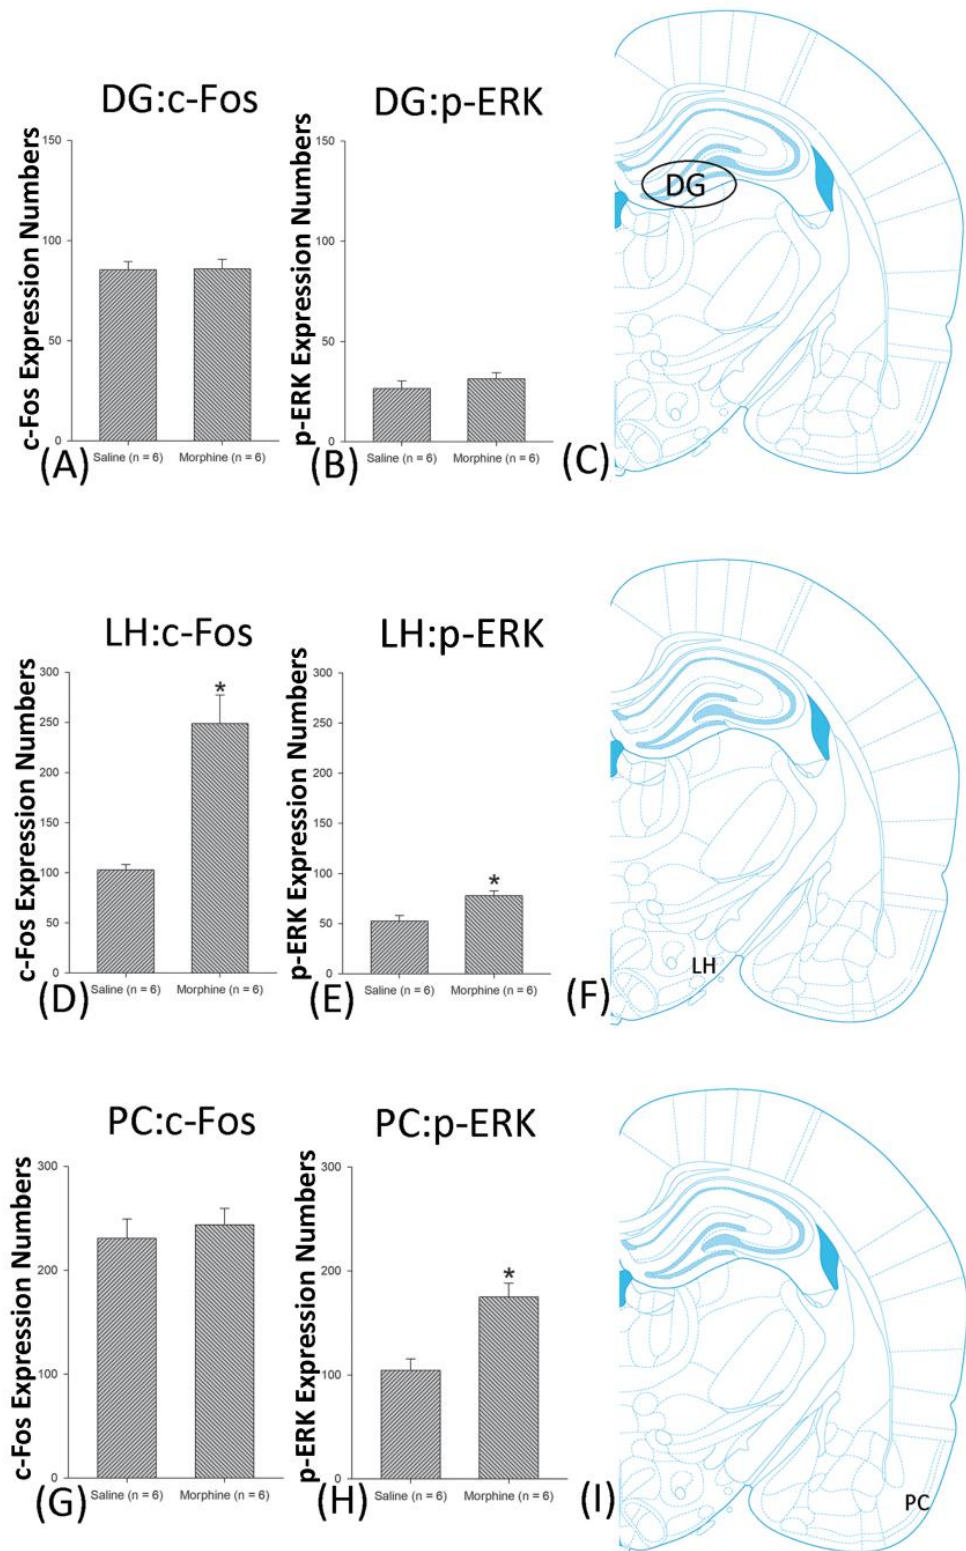 DG:c-Fos
c-Fos Expression Numbers
150
100
50
0
Saline (n = 6) Morphine (n = 6)
(A)
DG:p-ERK
p-ERK Expression Numbers
150
100
50
0
Saline (n = 6) Morphine (n = 6)
(B)
DG
(C)
LH:c-Fos
c-Fos Expression Numbers
300
250
200
150
100
50
0
*
Saline (n = 6) Morphine (n = 6)
(D)
LH:p-ERK
p-ERK Expression Numbers
300
250
200
150
100
50
0
*
Saline (n = 6) Morphine (n = 6)
(E)
LH
(F)
PC:c-Fos
c-Fos Expression Numbers
300
200
100
0
Saline (n = 6) Morphine (n = 6)
(G)
PC:p-ERK
p-ERK Expression Numbers
300
200
100
0
*
Saline (n = 6) Morphine (n = 6)
(H)
PC
(I)